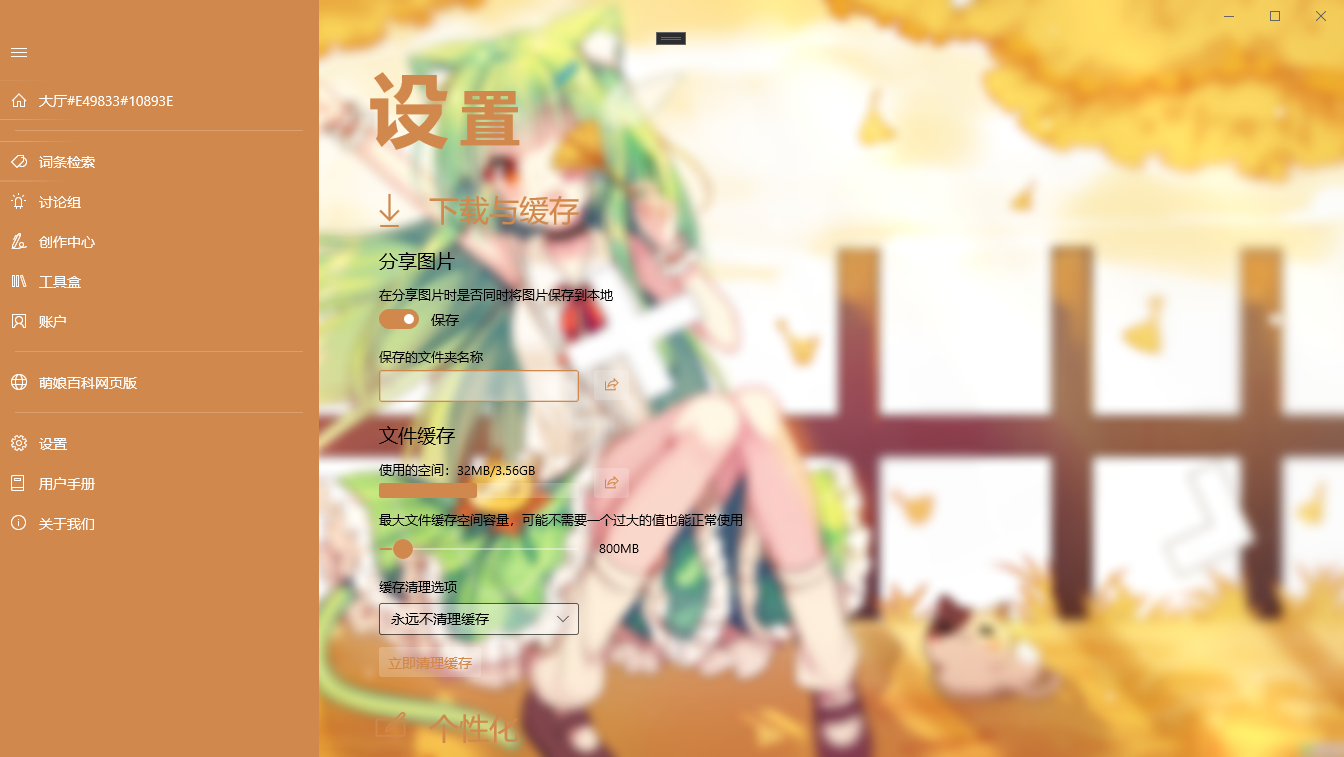 大厅#E49833#10893E
词条检索
讨论组
创作中心
工具盒
账户
萌娘百科网页版
设置
用户手册
关于我们
设置
下载与缓存
分享图片
在分享图片时是否同时将图片保存到本地
保存
保存的文件夹名称
文件缓存
使用的空间：32MB/3.56GB
最大文件缓存空间容量，可能不需要一个过大的值也能正常使用
800MB
缓存清理选项
永远不清理缓存
立即清理缓存
个性化